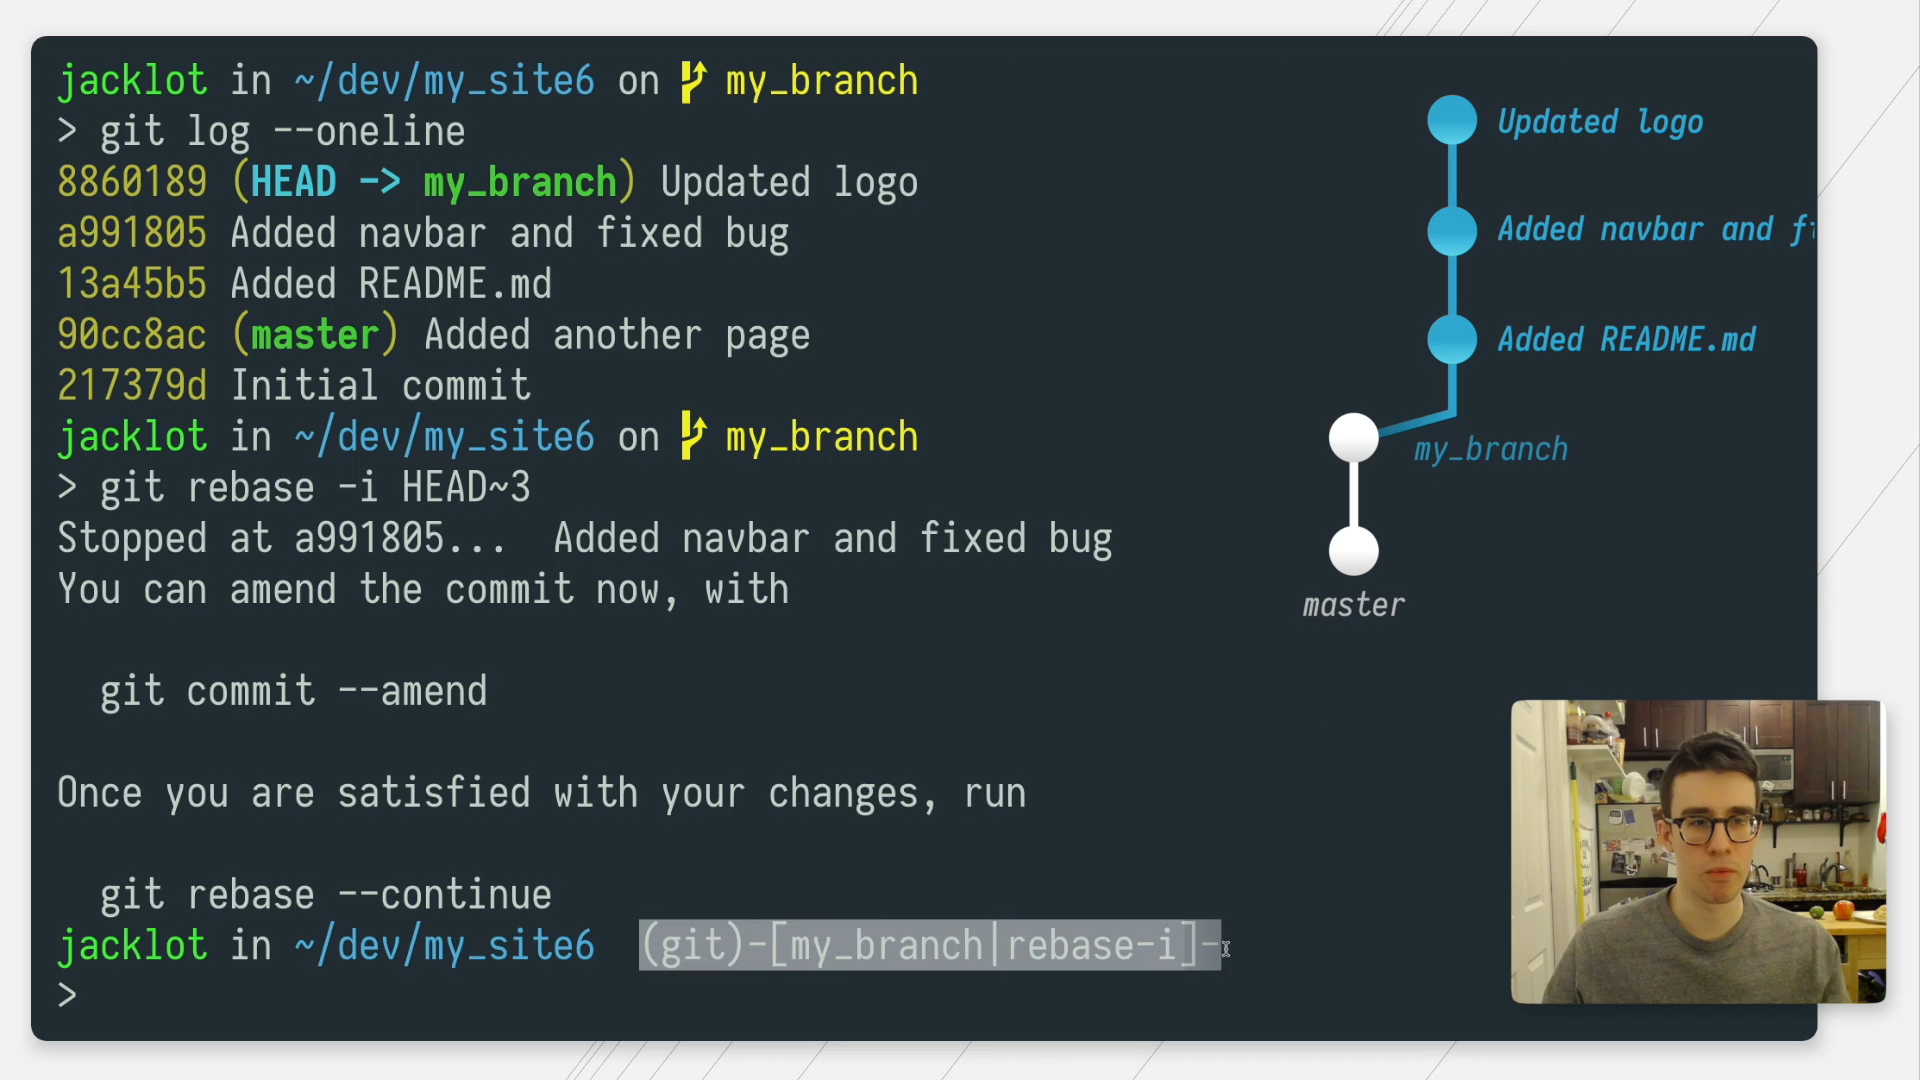 jacklot in ~/dev/my_site6 on my_branch
> git log --oneline
8860189 (HEAD -> my_branch) Updated logo
a991805 Added navbar and fixed bug
13a45b5 Added README.md
90cc8ac (master) Added another page
217379d Initial commit
jacklot in ~/dev/my_site6 on my_branch
> git rebase -i HEAD~3
Stopped at a991805... Added navbar and fixed bug
You can amend the commit now, with
git commit --amend
Once you are satisfied with your changes, run
git rebase --continue
jacklot in ~/dev/my_site6 (git)-[my_branch|rebase-i]-
>
Updated logo
Added navbar and fi
Added README.md
my_branch
master